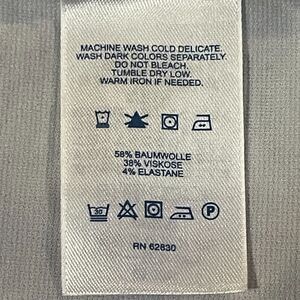 MACHINE WASH COLD DELICATE.
WASH DARK COLORS SEPARATELY.
DO NOT BLEACH.
TUMBLE DRY LOW.
WARM IRON IF NEEDED.
58% BAUMWOLLE
38% VISKOSE
4% ELASTANE
30
P
RN 62830